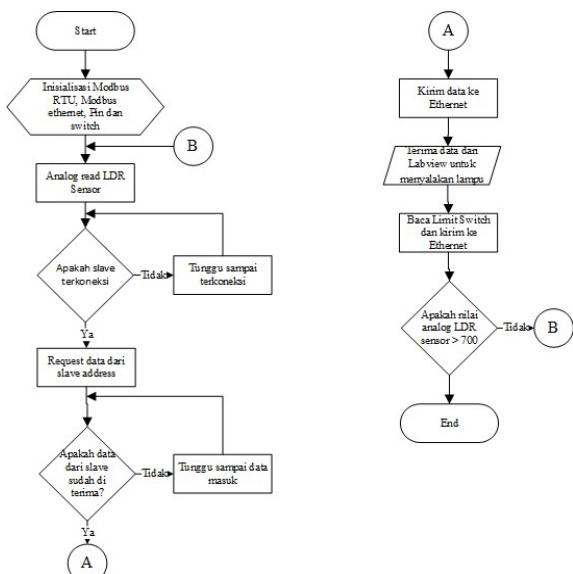 Start
Inisialisasi Modbus
RTU, Modbus
ethernet, Pin dan
switch
B
Analog read LDR
Sensor
Apakah slave
terkoneksi
Tidak
Tunggu sampai
terkoneksi
Ya
Request data dari
slave address
Apakah data
dari slave
sudah di
terima?
Tidak
Tunggu sampai data
masuk
Ya
A
A
Kirim data ke
Ethernet
Terima data dari
Labview untuk
menyalakan lampu
Baca Limit Switch
dan kirim ke
Ethernet
Apakah nilai
analog LDR
sensor > 700
Tidak
B
End